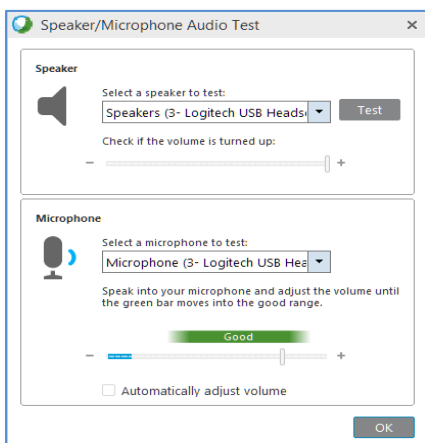 Speaker/Microphone Audio Test
Speaker
Select a speaker to test:
Speakers (3- Logitech USB Heads
Test
Check if the volume is turned up:
- +
Microphone
Select a microphone to test:
Microphone (3- Logitech USB Hea
Speak into your microphone and adjust the volume until
the green bar moves into the good range.
Good
- +
Automatically adjust volume
OK